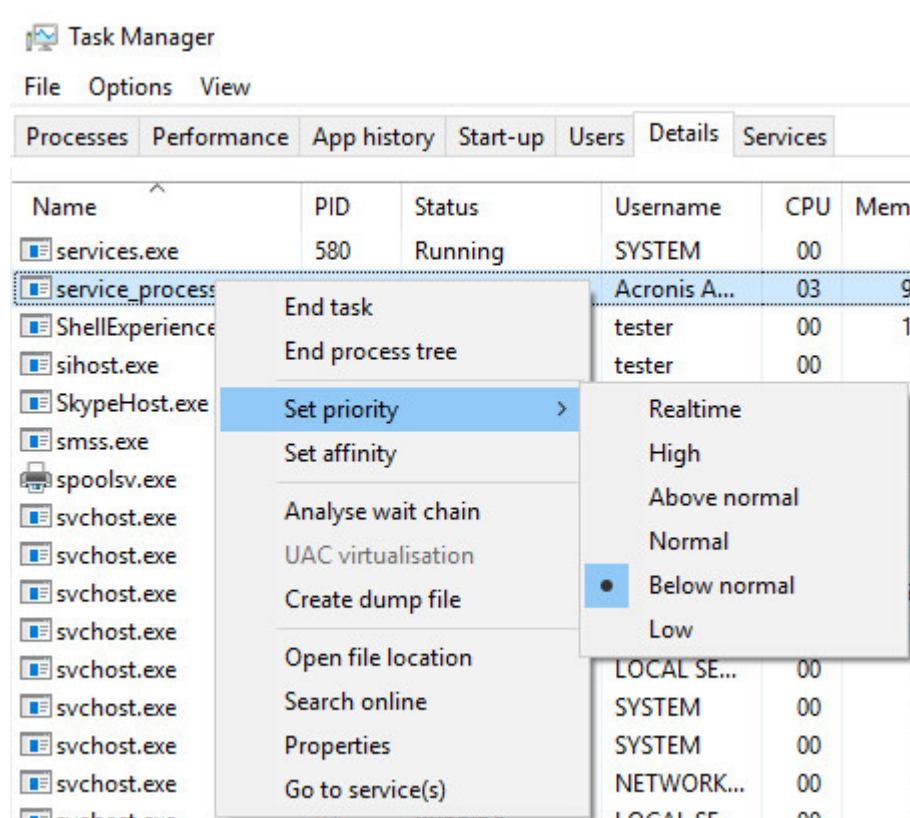 Task Manager
File Options View
Processes Performance App history Start-up Users Details Services
Name PID Status Username CPU Mem
services.exe 580 Running SYSTEM 00
service_process Acronis A... 03 9
ShellExperience tester 00 1
sihost.exe tester 00
SkypeHost.exe
smss.exe
spoolsv.exe
svchost.exe
svchost.exe
svchost.exe
svchost.exe
svchost.exe LOCAL SE... 00
svchost.exe SYSTEM 00
svchost.exe SYSTEM 00
svchost.exe NETWORK... 00
End task
End process tree
Set priority
Set affinity
Analyse wait chain
UAC virtualisation
Create dump file
Open file location
Search online
Properties
Go to service(s)
Realtime
High
Above normal
Normal
Below normal
Low